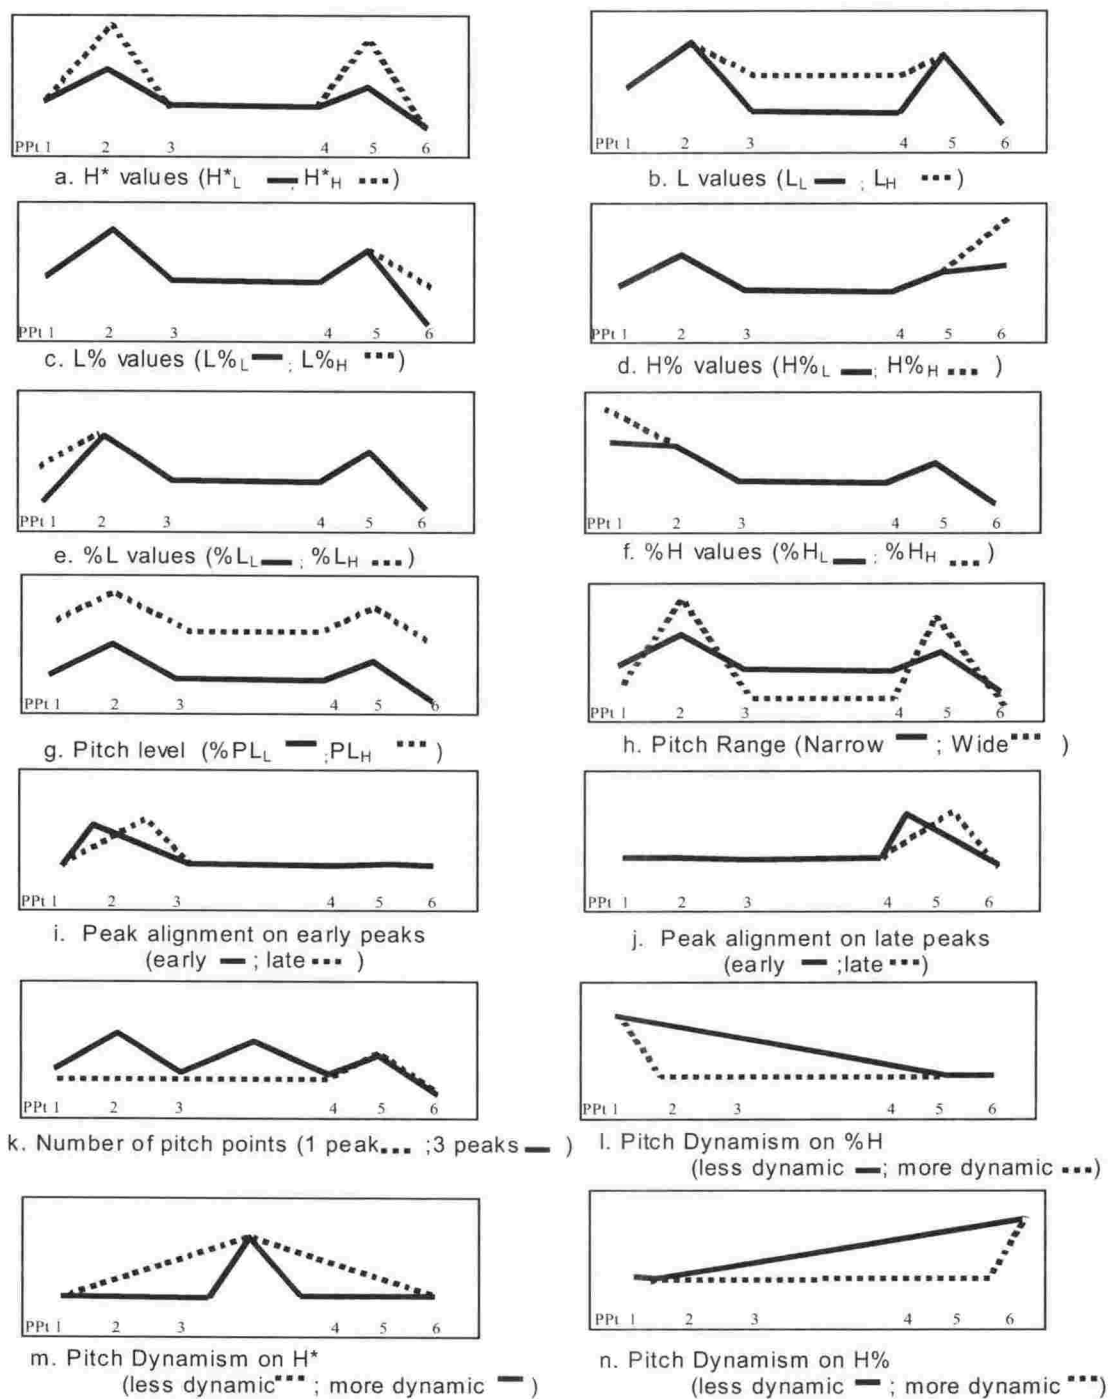 PPt 1 2 3 4 5 6
a. H* values (H*L ; H*H )
PPt 1 2 3 4 5 6
b. L values (LL ; LH )
PPt 1 2 3 4 5 6
c. L% values (L%L ; L%H )
PPt 1 2 3 4 5 6
d. H% values (H%L ; H%H )
PPt 1 2 3 4 5 6
e. %L values (%LL ; %LH )
PPt 1 2 3 4 5 6
f. %H values (%HL ; %HH )
PPt 1 2 3 4 5 6
g. Pitch level (%PLL ;PLH )
PPt 1 2 3 4 5 6
h. Pitch Range (Narrow ; Wide )
PPt 1 2 3 4 5 6
i. Peak alignment on early peaks
(early ; late )
PPt 1 2 3 4 5 6
j. Peak alignment on late peaks
(early ;late )
PPt 1 2 3 4 5 6
k. Number of pitch points (1 peak ;3 peaks )
PPt 1 2 3 4 5 6
l. Pitch Dynamism on %H
(less dynamic ; more dynamic )
PPt 1 2 3 4 5 6
m. Pitch Dynamism on H*
(less dynamic ; more dynamic )
PPt 1 2 3 4 5 6
n. Pitch Dynamism on H%
(less dynamic ; more dynamic )